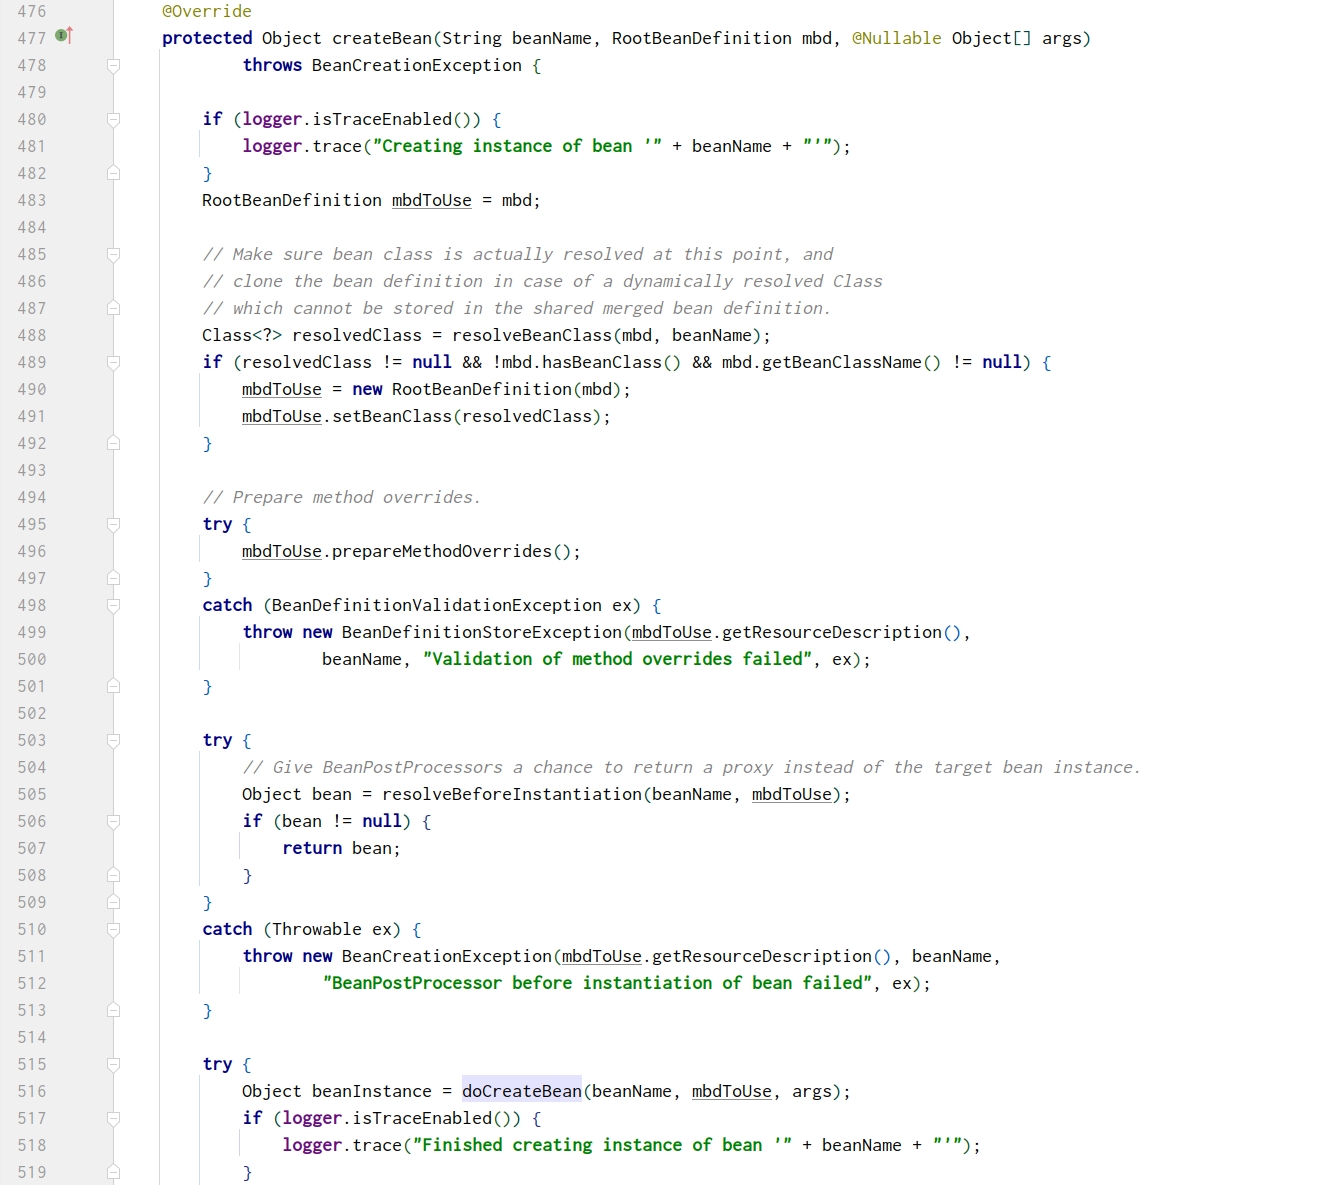 476 @Override
477 protected Object createBean(String beanName, RootBeanDefinition mbd, @Nullable Object[] args)
478 throws BeanCreationException {
479
480 if (logger.isTraceEnabled()) {
481 logger.trace("Creating instance of bean '" + beanName + "'");
482 }
483 RootBeanDefinition mbdToUse = mbd;
484
485 // Make sure bean class is actually resolved at this point, and
486 // clone the bean definition in case of a dynamically resolved Class
487 // which cannot be stored in the shared merged bean definition.
488 Class<?> resolvedClass = resolveBeanClass(mbd, beanName);
489 if (resolvedClass != null && !mbd.hasBeanClass() && mbd.getBeanClassName() != null) {
490 mbdToUse = new RootBeanDefinition(mbd);
491 mbdToUse.setBeanClass(resolvedClass);
492 }
493
494 // Prepare method overrides.
495 try {
496 mbdToUse.prepareMethodOverrides();
497 }
498 catch (BeanDefinitionValidationException ex) {
499 throw new BeanDefinitionStoreException(mbdToUse.getResourceDescription(),
500 beanName, "Validation of method overrides failed", ex);
501 }
502
503 try {
504 // Give BeanPostProcessors a chance to return a proxy instead of the target bean instance.
505 Object bean = resolveBeforeInstantiation(beanName, mbdToUse);
506 if (bean != null) {
507 return bean;
508 }
509 }
510 catch (Throwable ex) {
511 throw new BeanCreationException(mbdToUse.getResourceDescription(), beanName,
512 "BeanPostProcessor before instantiation of bean failed", ex);
513 }
514
515 try {
516 Object beanInstance = doCreateBean(beanName, mbdToUse, args);
517 if (logger.isTraceEnabled()) {
518 logger.trace("Finished creating instance of bean '" + beanName + "'");
519 }